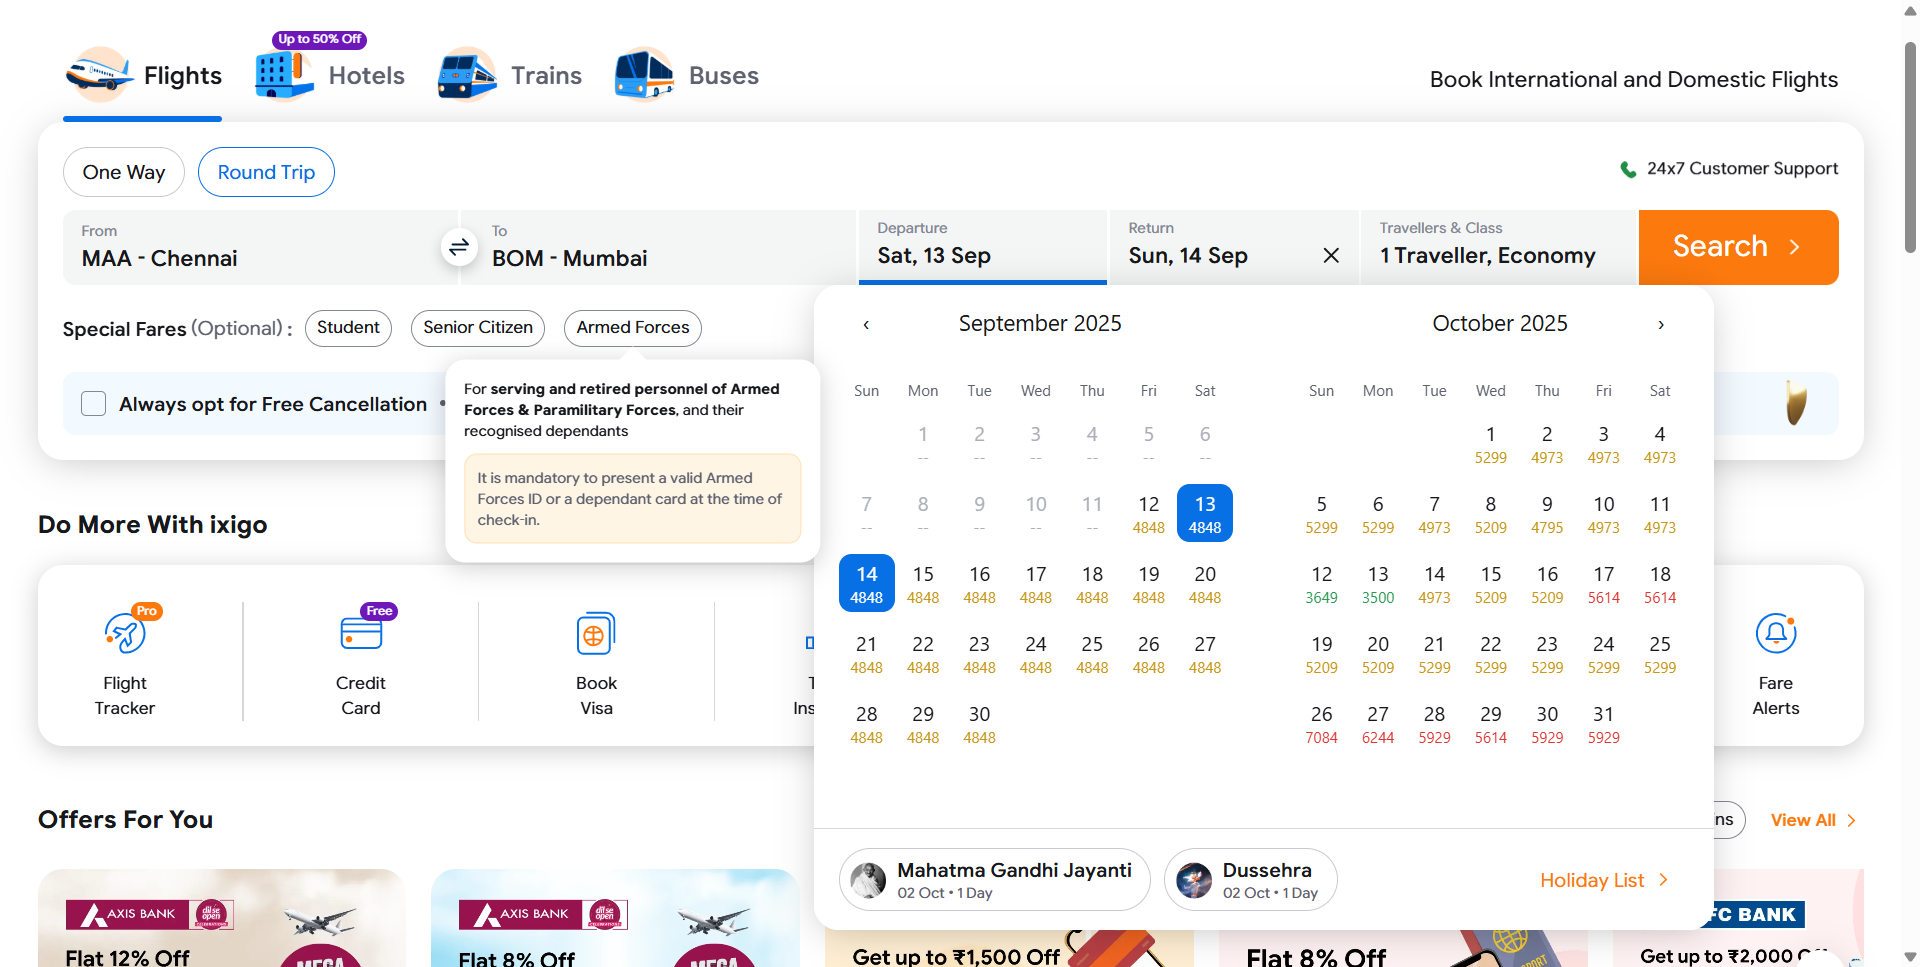 Up to 50% Off
Flights
Hotels
Trains
Buses
Book International and Domestic Flights
One Way
Round Trip
24x7 Customer Support
From
MAA - Chennai
To
BOM - Mumbai
Departure
Sat, 13 Sep
Return
Sun, 14 Sep
Travellers & Class
1 Traveller, Economy
Search
Special Fares (Optional) :
Student
Senior Citizen
Armed Forces
For serving and retired personnel of Armed
Forces & Paramilitary Forces, and their
recognised dependants
It is mandatory to present a valid Armed
Forces ID or a dependant card at the time of
check-in.
Always opt for Free Cancellation •
September 2025
Sun Mon Tue Wed Thu Fri Sat
1 2 3 4 5 6
-- -- -- -- -- --
7 8 9 10 11 12 13
-- -- -- -- -- 4848 4848
14 15 16 17 18 19 20
4848 4848 4848 4848 4848 4848 4848
21 22 23 24 25 26 27
4848 4848 4848 4848 4848 4848 4848
28 29 30
4848 4848 4848
October 2025
Sun Mon Tue Wed Thu Fri Sat
1 2 3 4
5299 4973 4973 4973
5 6 7 8 9 10 11
5299 5299 4973 5209 4795 4973 4973
12 13 14 15 16 17 18
3649 3500 4973 5209 5209 5614 5614
19 20 21 22 23 24 25
5209 5209 5299 5299 5299 5299 5299
26 27 28 29 30 31
7084 6244 5929 5614 5929 5929
Mahatma Gandhi Jayanti
02 Oct • 1 Day
Dussehra
02 Oct • 1 Day
Holiday List
Do More With ixigo
Pro
Flight
Tracker
Free
Credit
Card
Book
Visa
T
Ins
Fare
Alerts
Offers For You
ns
View All
AXIS BANK
dil se
open
Flat 12% Off
MEGA
AXIS BANK
dil se
open
Flat 8% Off
MEGA
Get up to ₹1,500 Off
Flat 8% Off
FC BANK
Get up to ₹2,000